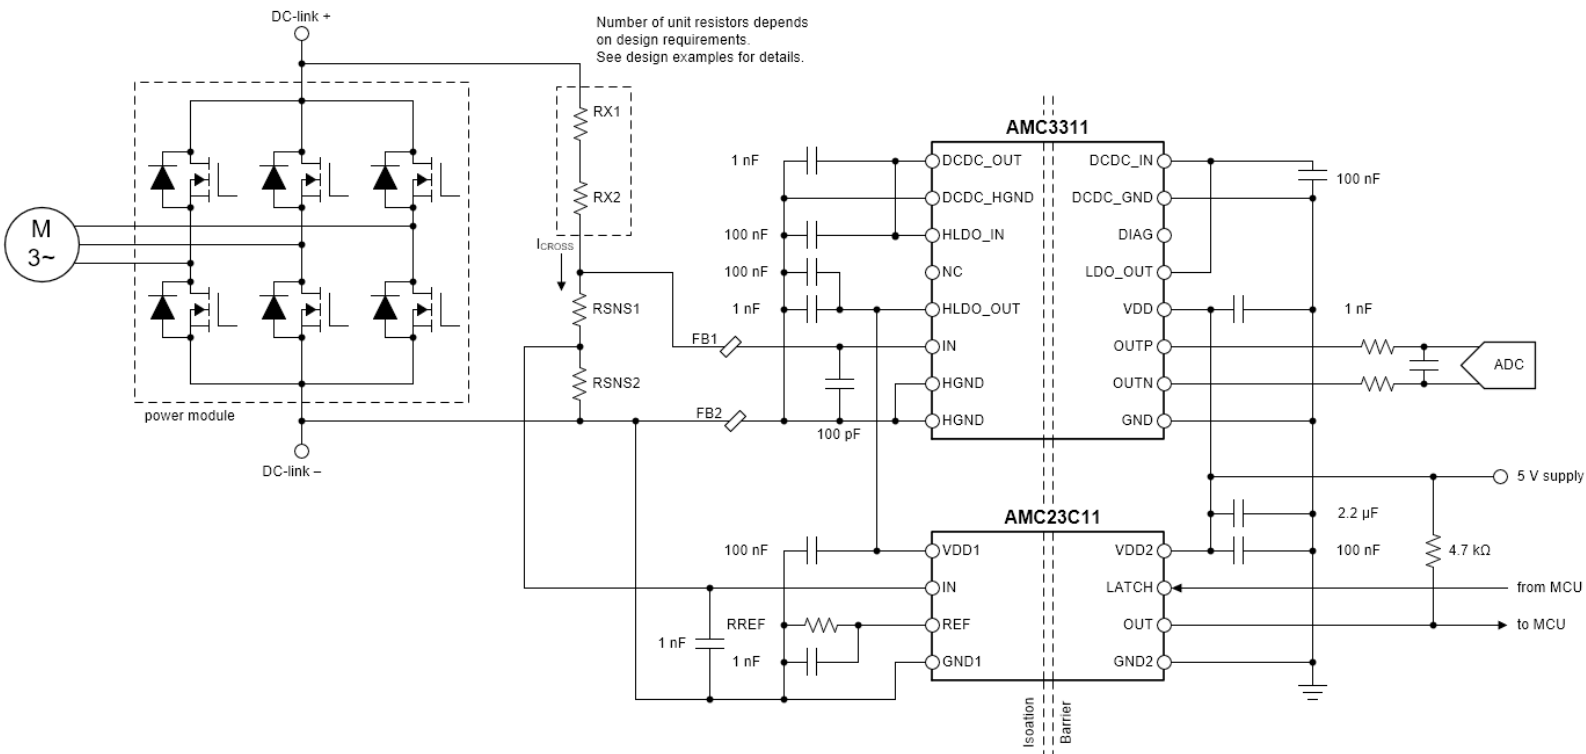 DC-link +
Number of unit resistors depends
on design requirements.
See design examples for details.
RX1
RX2
ICROSS
RSNS1
RSNS2
M
3~
power module
DC-link –
FB1
FB2
AMC3311
1 nF
DCDC_OUT
DCDC_IN
100 nF
DCDC_HGND
DCDC_GND
100 nF
HLDO_IN
DIAG
100 nF
NC
LDO_OUT
1 nF
HLDO_OUT
VDD
1 nF
IN
OUTP
ADC
HGND
OUTN
HGND
GND
100 pF
5 V supply
AMC23C11
2.2 µF
100 nF
VDD1
VDD2
100 nF
4.7 kΩ
IN
LATCH
from MCU
RREF
REF
OUT
to MCU
1 nF
1 nF
GND1
GND2
Isoation
Barrier